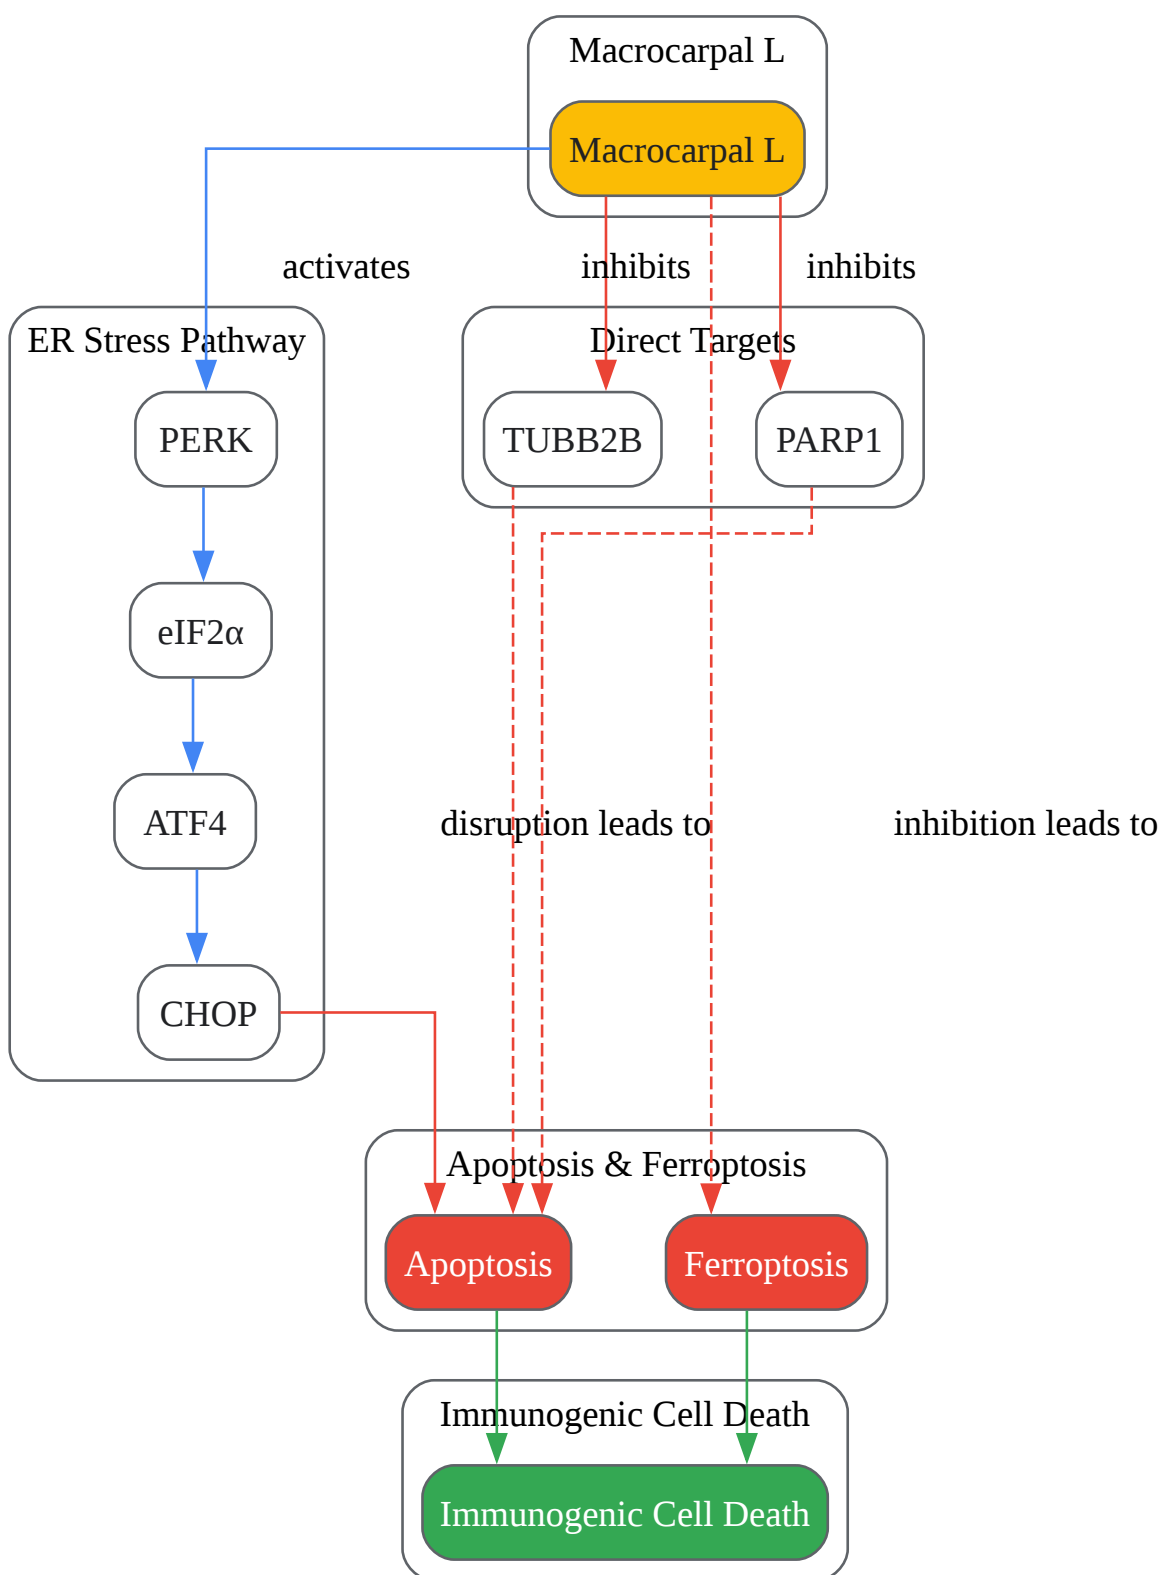 Macrocarpal L
Macrocarpal L
activates
inhibits
inhibits
ER Stress Pathway
Direct Targets
PERK
TUBB2B
PARP1
eIF2α
ATF4
disruption leads to
inhibition leads to
CHOP
Apoptosis & Ferroptosis
Apoptosis
Ferroptosis
Immunogenic Cell Death
Immunogenic Cell Death